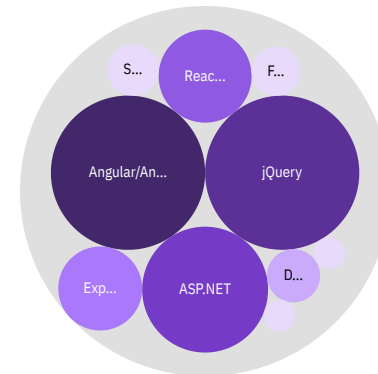 S...
Reac...
F...
Angular/An...
jQuery
Exp...
ASP.NET
D...